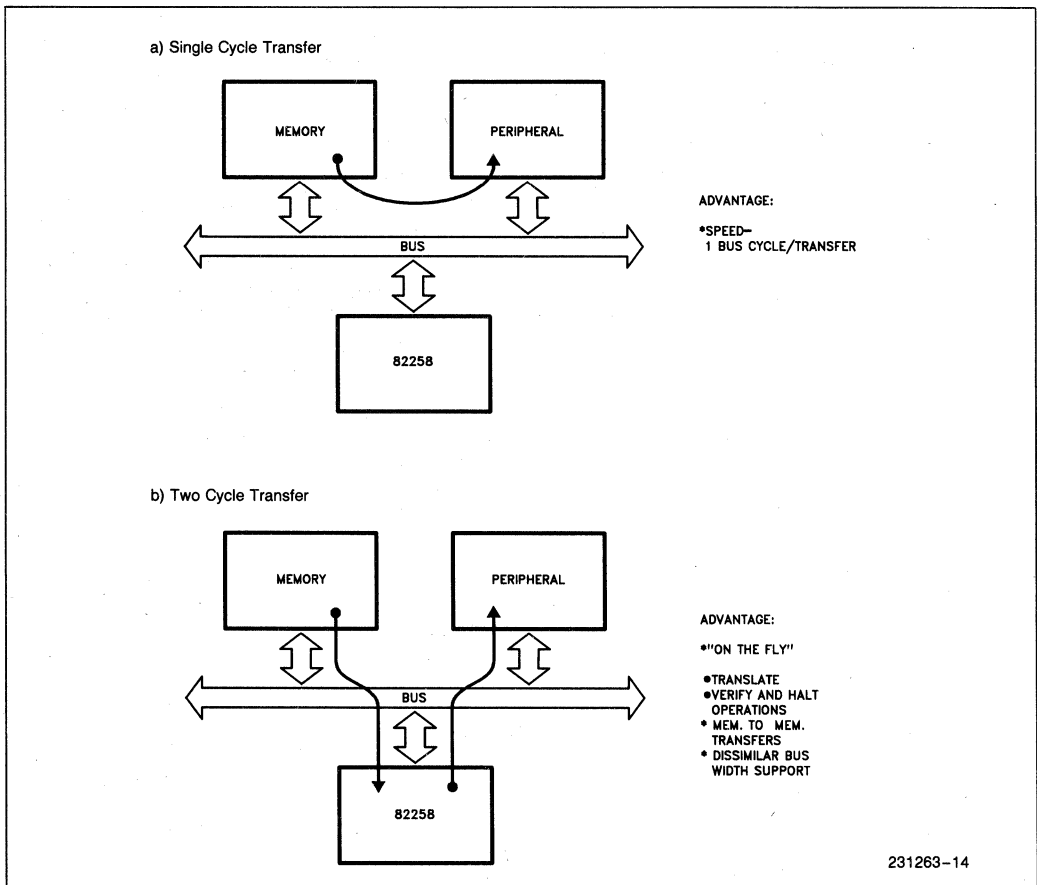 a) Single Cycle Transfer
MEMORY
PERIPHERAL
ADVANTAGE:
*SPEED–
1 BUS CYCLE/TRANSFER
BUS
82258
b) Two Cycle Transfer
MEMORY
PERIPHERAL
ADVANTAGE:
*"ON THE FLY"
●TRANSLATE
●VERIFY AND HALT
OPERATIONS
* MEM. TO MEM.
TRANSFERS
* DISSIMILAR BUS
WIDTH SUPPORT
BUS
82258
231263–14